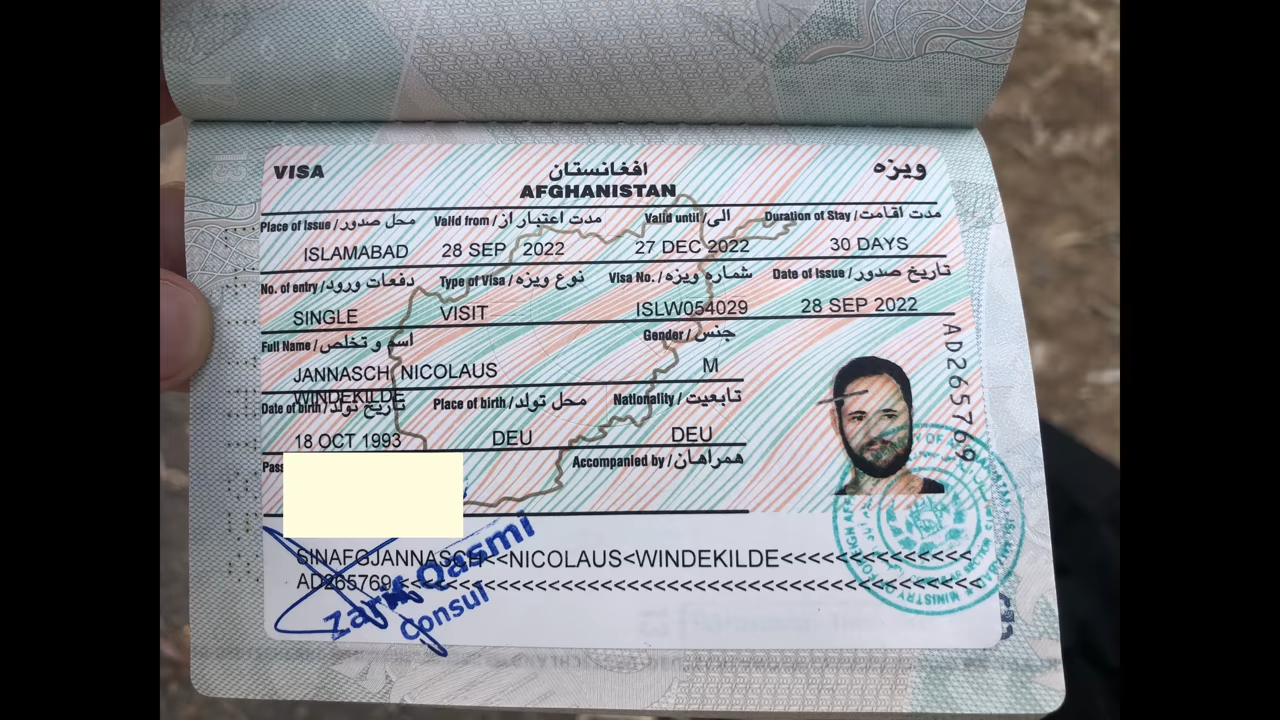 VISA افغانستان ویزه
AFGHANISTAN
Place of Issue / محل صدور Valid from / مدت اعتبار از Valid until / الی Duration of Stay / مدت اقامت
ISLAMABAD 28 SEP 2022 27 DEC 2022 30 DAYS
No. of entry / دفعات ورود Type of Visa / نوع ویزه Visa No. / شماره ویزه Date of Issue / تاریخ صدور
SINGLE VISIT ISLW054029 28 SEP 2022
Full Name / اسم و تخلص Gender / جنس
JANNASCH NICOLAUS M
WINDEKILDE
Date of birth / تاریخ تولد Place of birth / محل تولد Nationality / تابعیت
18 OCT 1993 DEU DEU
Pass Accompanied by / همراهان
AD265769
SINAFGJANNASCH<<NICOLAUS<WINDEKILDE<<<<<<<<<<<<<<<
AD265769<<<<<<<<<<<<<<<<<<<<<<<<<<<<<<<<<<<<
Zarif Qasmi
Consul